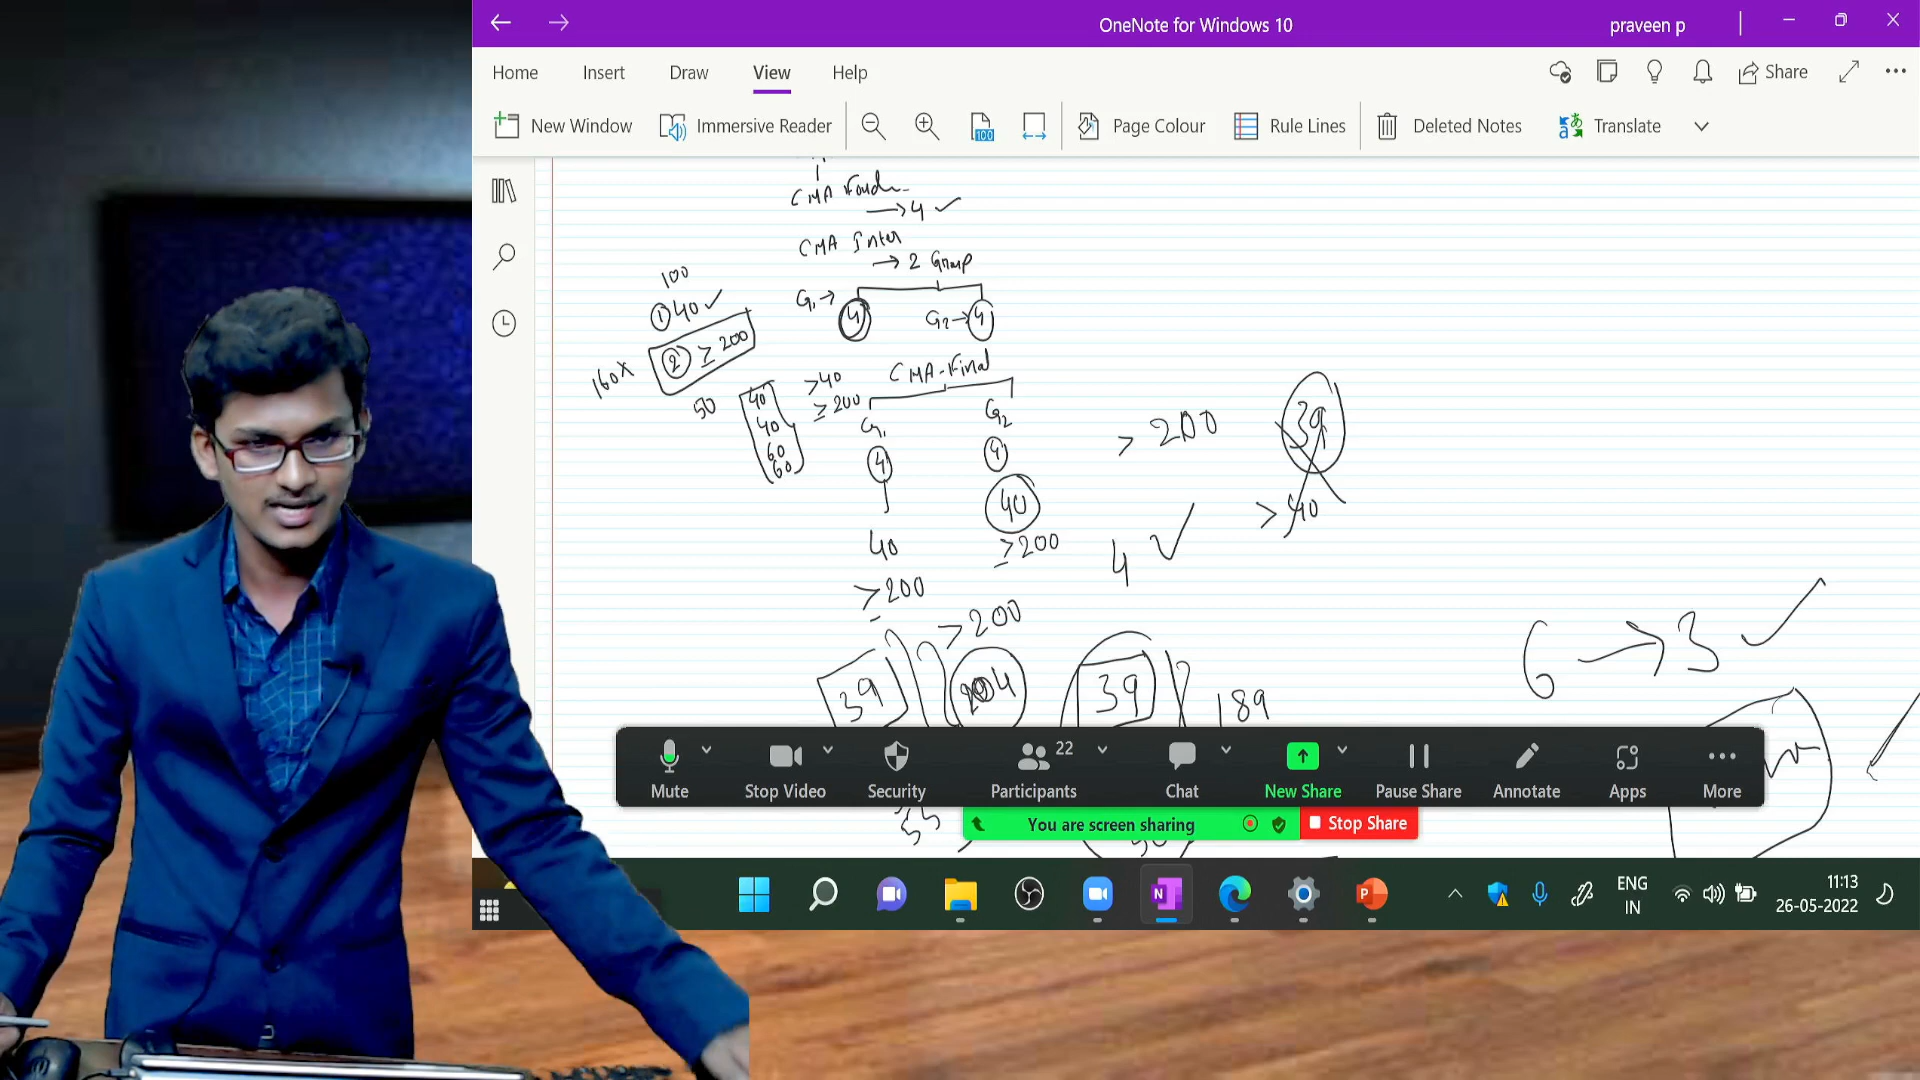 OneNote for Windows 10
praveen p
Home
Insert
Draw
View
Help
Share
New Window
Immersive Reader
100
Page Colour
Rule Lines
Deleted Notes
Translate
CMA Found
→ 4 ✓
CMA Inter
→ 2 Group
100
① 40 ✓
G1 → 4
G2 → 4
② ≥ 200
160 X
CMA-Final
50
40
40
60
60
>40
≥ 200
G1
G2
4
4
> 200
39
> 40
40
40
≥ 200
4 ✓
≥ 200
> 200
6 → 3 ✓
39
204
39
189
22
Mute
Stop Video
Security
Participants
Chat
New Share
Pause Share
Annotate
Apps
More
You are screen sharing
Stop Share
ENG
IN
11:13
26-05-2022